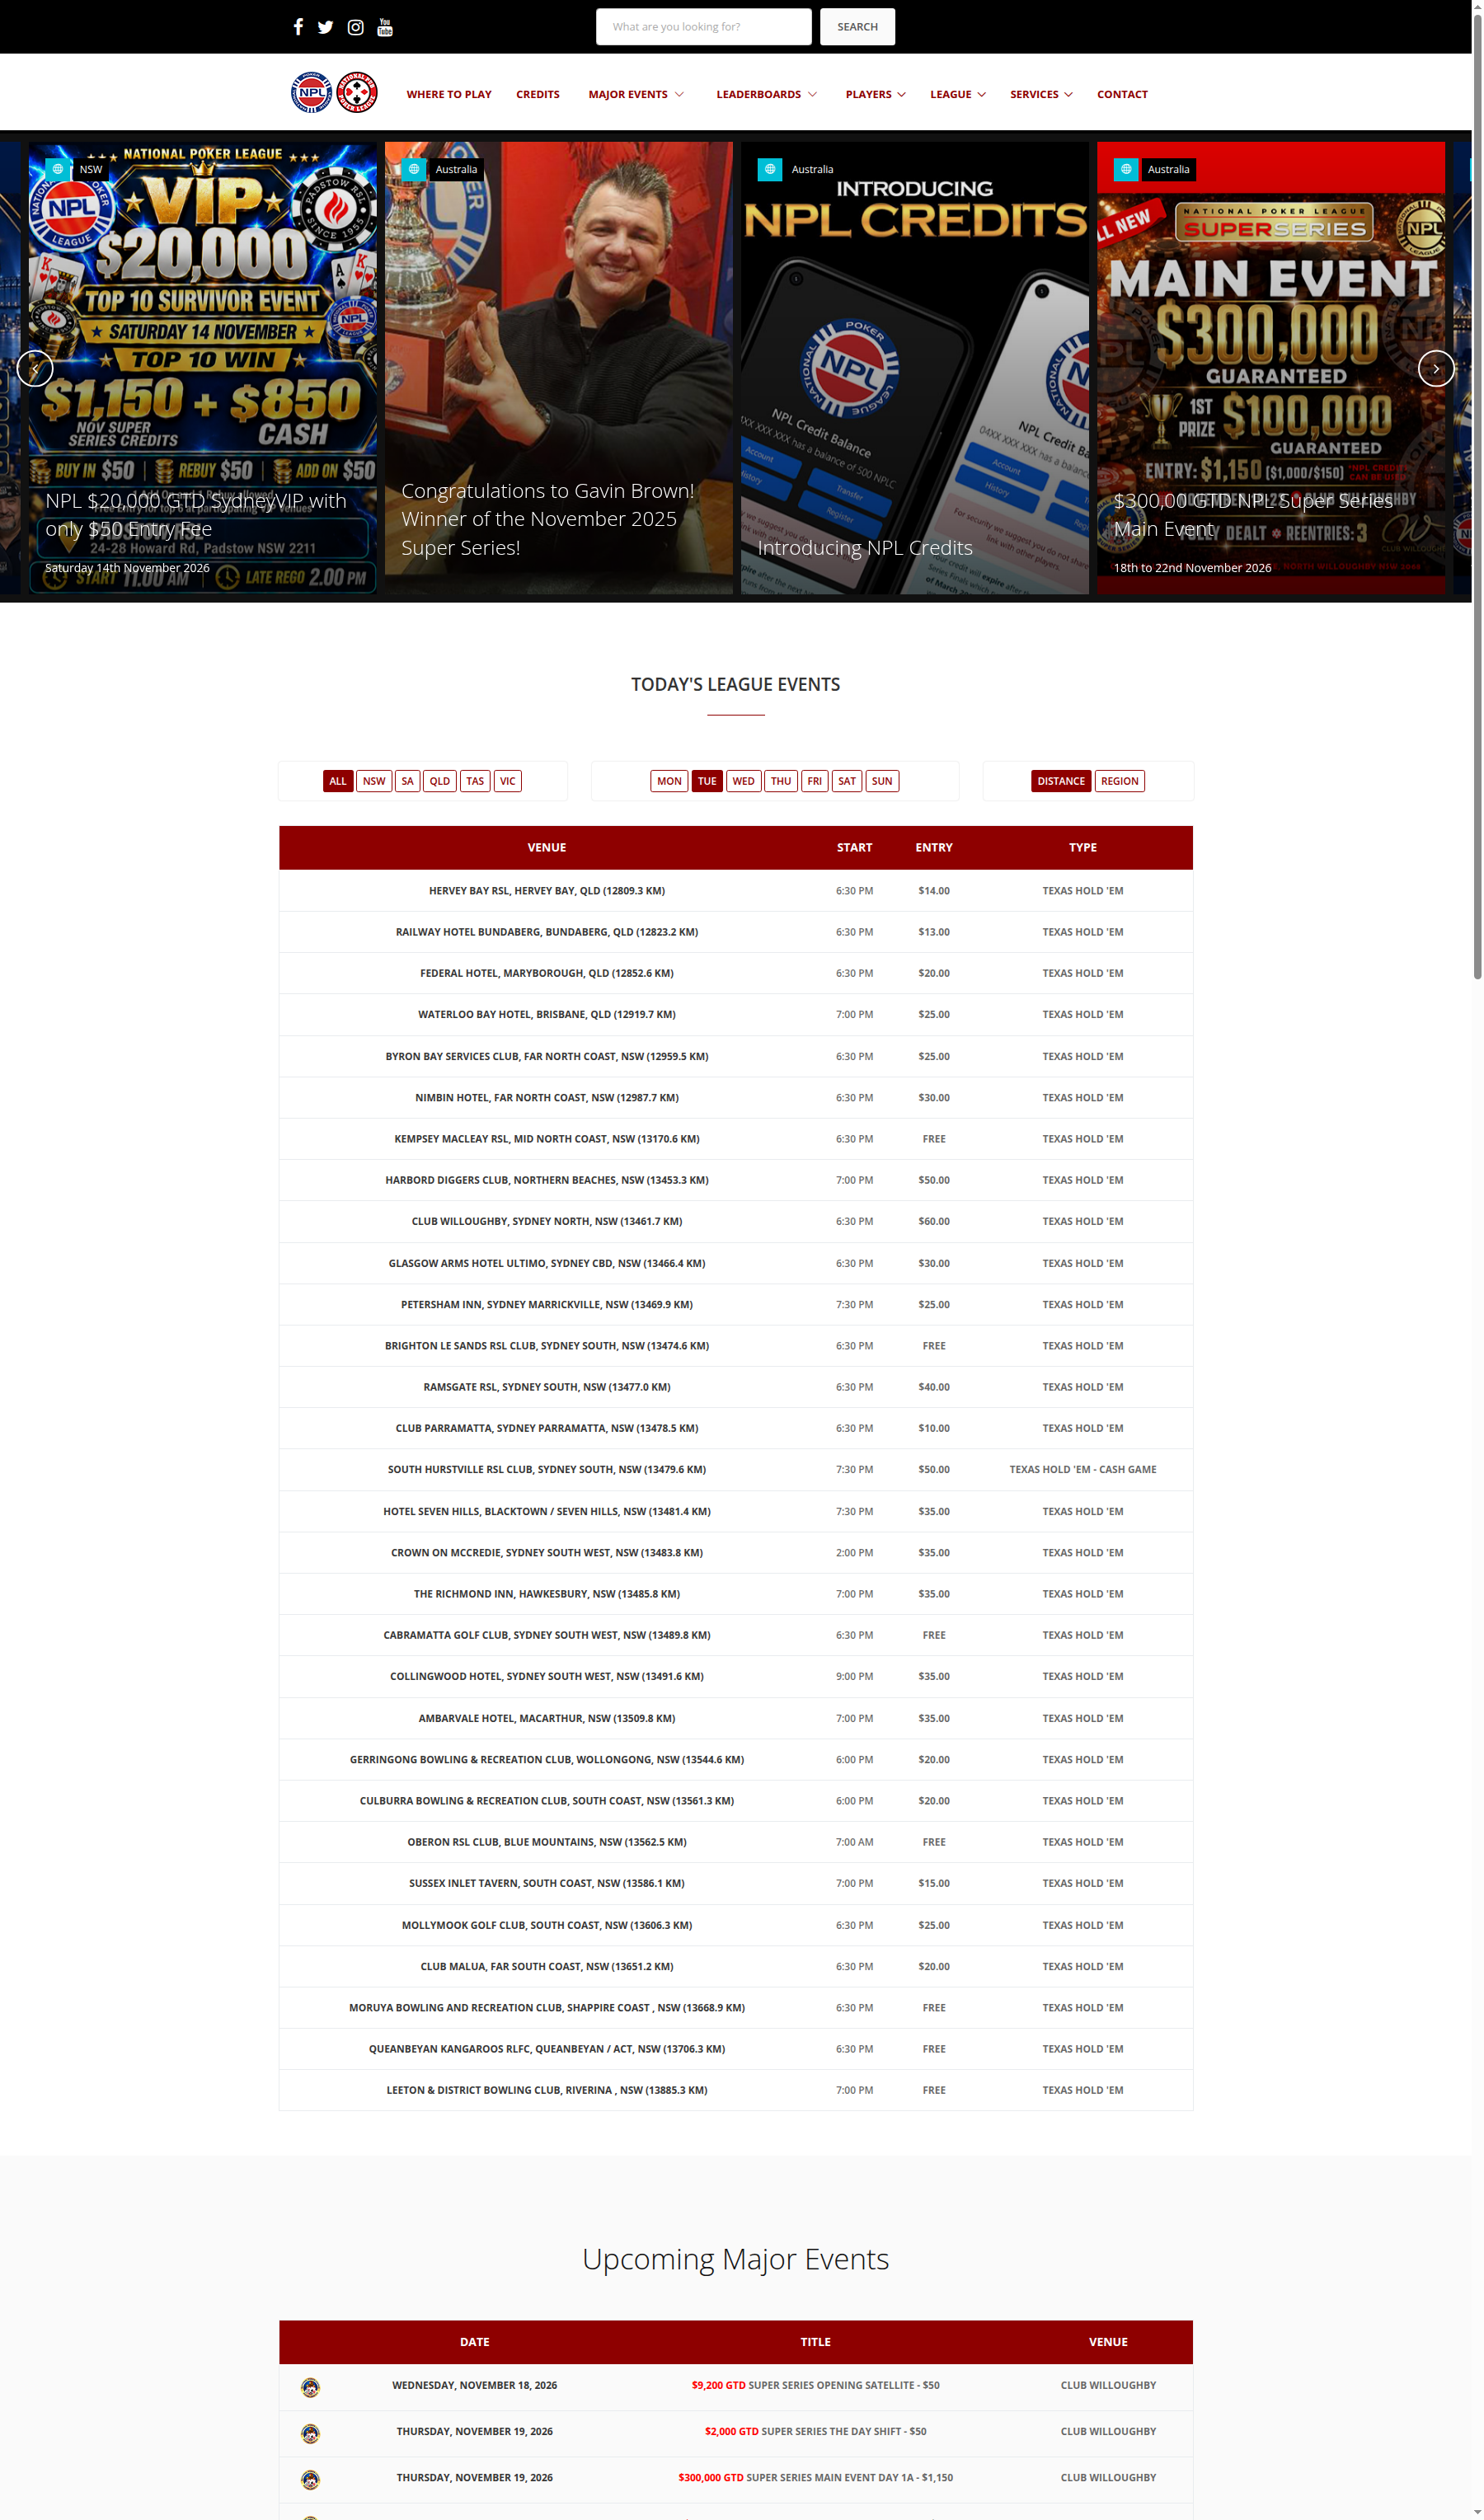 What are you looking for?
SEARCH
WHERE TO PLAY
CREDITS
MAJOR EVENTS
LEADERBOARDS
PLAYERS
LEAGUE
SERVICES
CONTACT
NSW
NATIONAL POKER LEAGUE
VIP
$20,000
TOP 10 SURVIVOR EVENT
SATURDAY 14 NOVEMBER
TOP 10 WIN
$1,150 + $850
NOV SUPER
SERIES CREDITS
CASH
BUY IN $50
REBUY $50
ADD ON $50
NPL $20,000 GTD SydneyVIP with
only $50 Entry Fee
24-28 Howard Rd, Padstow NSW 2211
Saturday 14th November 2026
START 11.00 AM
LATE REGO 2.00 PM
Australia
Congratulations to Gavin Brown!
Winner of the November 2025
Super Series!
Australia
INTRODUCING
NPL CREDITS
NPL Credit Balance
Introducing NPL Credits
Australia
ALL NEW
NATIONAL POKER LEAGUE
SUPERSERIES
MAIN EVENT
$300,000
GUARANTEED
1ST
PRIZE
$100,000
GUARANTEED
ENTRY: $1,150 ($1,000/$150)
$300,00 GTD NPL Super Series
Main Event
DEALT
REENTRIES: 3
18th to 22nd November 2026
TODAY'S LEAGUE EVENTS
ALL NSW SA QLD TAS VIC
MON TUE WED THU FRI SAT SUN
DISTANCE REGION
VENUE START ENTRY TYPE
HERVEY BAY RSL, HERVEY BAY, QLD (12809.3 KM) 6:30 PM $14.00 TEXAS HOLD 'EM
RAILWAY HOTEL BUNDABERG, BUNDABERG, QLD (12823.2 KM) 6:30 PM $13.00 TEXAS HOLD 'EM
FEDERAL HOTEL, MARYBOROUGH, QLD (12852.6 KM) 6:30 PM $20.00 TEXAS HOLD 'EM
WATERLOO BAY HOTEL, BRISBANE, QLD (12919.7 KM) 7:00 PM $25.00 TEXAS HOLD 'EM
BYRON BAY SERVICES CLUB, FAR NORTH COAST, NSW (12959.5 KM) 6:30 PM $25.00 TEXAS HOLD 'EM
NIMBIN HOTEL, FAR NORTH COAST, NSW (12987.7 KM) 6:30 PM $30.00 TEXAS HOLD 'EM
KEMPSEY MACLEAY RSL, MID NORTH COAST, NSW (13170.6 KM) 6:30 PM FREE TEXAS HOLD 'EM
HARBORD DIGGERS CLUB, NORTHERN BEACHES, NSW (13453.3 KM) 7:00 PM $50.00 TEXAS HOLD 'EM
CLUB WILLOUGHBY, SYDNEY NORTH, NSW (13461.7 KM) 6:30 PM $60.00 TEXAS HOLD 'EM
GLASGOW ARMS HOTEL ULTIMO, SYDNEY CBD, NSW (13466.4 KM) 6:30 PM $30.00 TEXAS HOLD 'EM
PETERSHAM INN, SYDNEY MARRICKVILLE, NSW (13469.9 KM) 7:30 PM $25.00 TEXAS HOLD 'EM
BRIGHTON LE SANDS RSL CLUB, SYDNEY SOUTH, NSW (13474.6 KM) 6:30 PM FREE TEXAS HOLD 'EM
RAMSGATE RSL, SYDNEY SOUTH, NSW (13477.0 KM) 6:30 PM $40.00 TEXAS HOLD 'EM
CLUB PARRAMATTA, SYDNEY PARRAMATTA, NSW (13478.5 KM) 6:30 PM $10.00 TEXAS HOLD 'EM
SOUTH HURSTVILLE RSL CLUB, SYDNEY SOUTH, NSW (13479.6 KM) 7:30 PM $50.00 TEXAS HOLD 'EM - CASH GAME
HOTEL SEVEN HILLS, BLACKTOWN / SEVEN HILLS, NSW (13481.4 KM) 7:30 PM $35.00 TEXAS HOLD 'EM
CROWN ON MCCREDIE, SYDNEY SOUTH WEST, NSW (13483.8 KM) 2:00 PM $35.00 TEXAS HOLD 'EM
THE RICHMOND INN, HAWKESBURY, NSW (13485.8 KM) 7:00 PM $35.00 TEXAS HOLD 'EM
CABRAMATTA GOLF CLUB, SYDNEY SOUTH WEST, NSW (13489.8 KM) 6:30 PM FREE TEXAS HOLD 'EM
COLLINGWOOD HOTEL, SYDNEY SOUTH WEST, NSW (13491.6 KM) 9:00 PM $35.00 TEXAS HOLD 'EM
AMBARVALE HOTEL, MACARTHUR, NSW (13509.8 KM) 7:00 PM $35.00 TEXAS HOLD 'EM
GERRINGONG BOWLING & RECREATION CLUB, WOLLONGONG, NSW (13544.6 KM) 6:00 PM $20.00 TEXAS HOLD 'EM
CULBURRA BOWLING & RECREATION CLUB, SOUTH COAST, NSW (13561.3 KM) 6:00 PM $20.00 TEXAS HOLD 'EM
OBERON RSL CLUB, BLUE MOUNTAINS, NSW (13562.5 KM) 7:00 AM FREE TEXAS HOLD 'EM
SUSSEX INLET TAVERN, SOUTH COAST, NSW (13586.1 KM) 7:00 PM $15.00 TEXAS HOLD 'EM
MOLLYMOOK GOLF CLUB, SOUTH COAST, NSW (13606.3 KM) 6:30 PM $25.00 TEXAS HOLD 'EM
CLUB MALUA, FAR SOUTH COAST, NSW (13651.2 KM) 6:30 PM $20.00 TEXAS HOLD 'EM
MORUYA BOWLING AND RECREATION CLUB, SHAPPIRE COAST , NSW (13668.9 KM) 6:30 PM FREE TEXAS HOLD 'EM
QUEANBEYAN KANGAROOS RLFC, QUEANBEYAN / ACT, NSW (13706.3 KM) 6:30 PM FREE TEXAS HOLD 'EM
LEETON & DISTRICT BOWLING CLUB, RIVERINA , NSW (13885.3 KM) 7:00 PM FREE TEXAS HOLD 'EM
Upcoming Major Events
DATE TITLE VENUE
WEDNESDAY, NOVEMBER 18, 2026 $9,200 GTD SUPER SERIES OPENING SATELLITE - $50 CLUB WILLOUGHBY
THURSDAY, NOVEMBER 19, 2026 $2,000 GTD SUPER SERIES THE DAY SHIFT - $50 CLUB WILLOUGHBY
THURSDAY, NOVEMBER 19, 2026 $300,000 GTD SUPER SERIES MAIN EVENT DAY 1A - $1,150 CLUB WILLOUGHBY